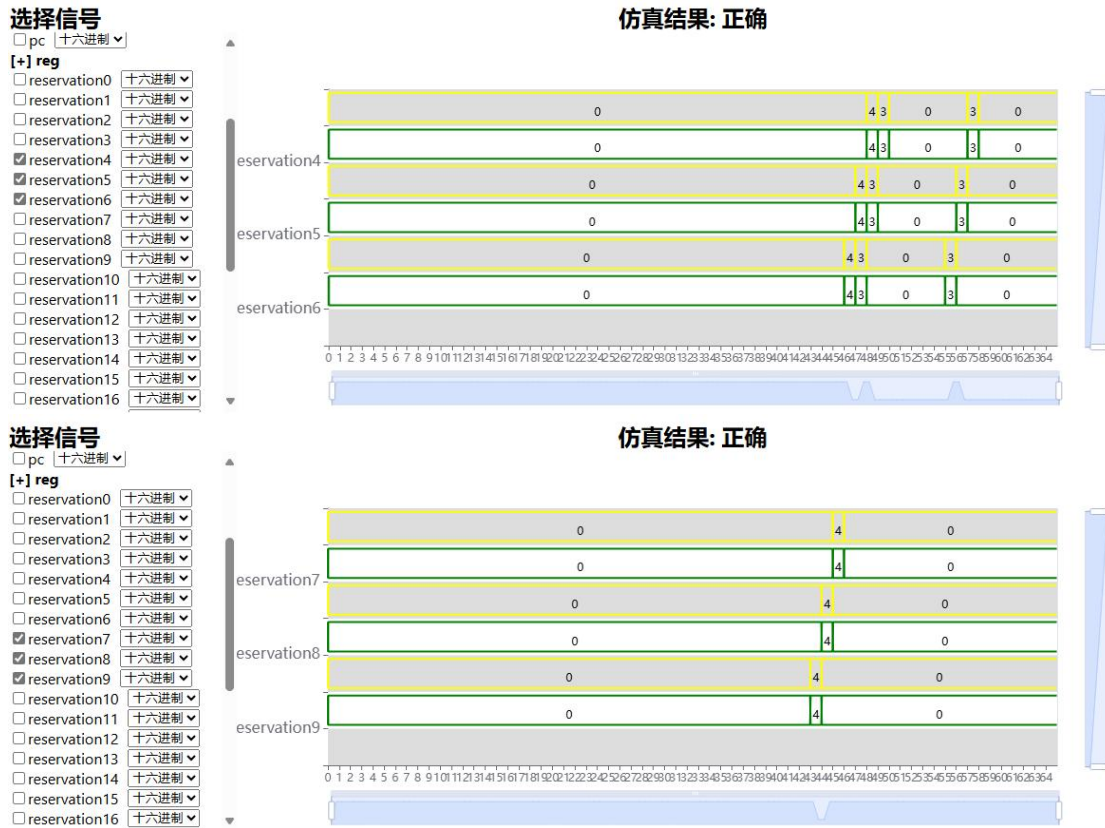 选择信号
仿真结果: 正确
pc 十六进制
[+] reg
reservation0 十六进制
reservation1 十六进制
reservation2 十六进制
reservation3 十六进制
reservation4 十六进制
reservation5 十六进制
reservation6 十六进制
reservation7 十六进制
reservation8 十六进制
reservation9 十六进制
reservation10 十六进制
reservation11 十六进制
reservation12 十六进制
reservation13 十六进制
reservation14 十六进制
reservation15 十六进制
reservation16 十六进制
0 4 3 0 3 0
eservation4 0 4 3 0 3 0
0 4 3 0 3 0
eservation5 0 4 3 0 3 0
0 4 3 0 3 0
eservation6 0 4 3 0 3 0
选择信号
仿真结果: 正确
pc 十六进制
[+] reg
reservation0 十六进制
reservation1 十六进制
reservation2 十六进制
reservation3 十六进制
reservation4 十六进制
reservation5 十六进制
reservation6 十六进制
reservation7 十六进制
reservation8 十六进制
reservation9 十六进制
reservation10 十六进制
reservation11 十六进制
reservation12 十六进制
reservation13 十六进制
reservation14 十六进制
reservation15 十六进制
reservation16 十六进制
0 4 0
eservation7 0 4 0
0 4 0
eservation8 0 4 0
0 4 0
eservation9 0 4 0